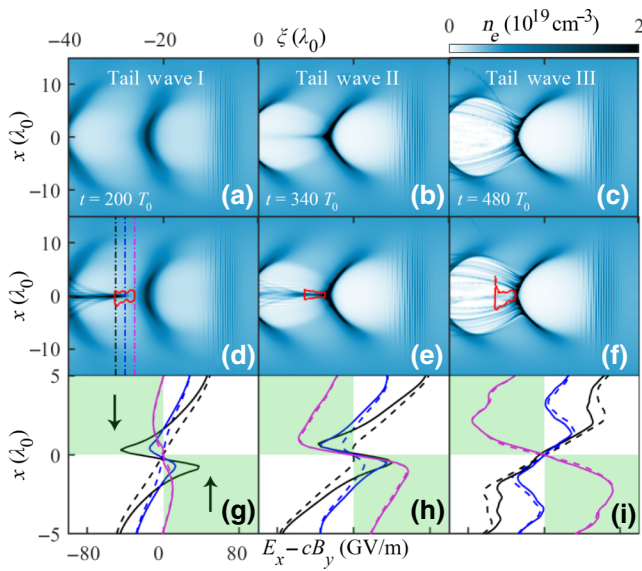 -40 -20 0 ξ (λ0) ne (10^19 cm^-3) 0 2
x (λ0) 10 0 -10 Tail wave I Tail wave II Tail wave III
t = 200 T0 (a) t = 340 T0 (b) t = 480 T0 (c)
x (λ0) 10 0 -10 (d) (e) (f)
x (λ0) 5 0 -5 (g) (h) (i)
-80 0 80 Ex−cBy (GV/m)